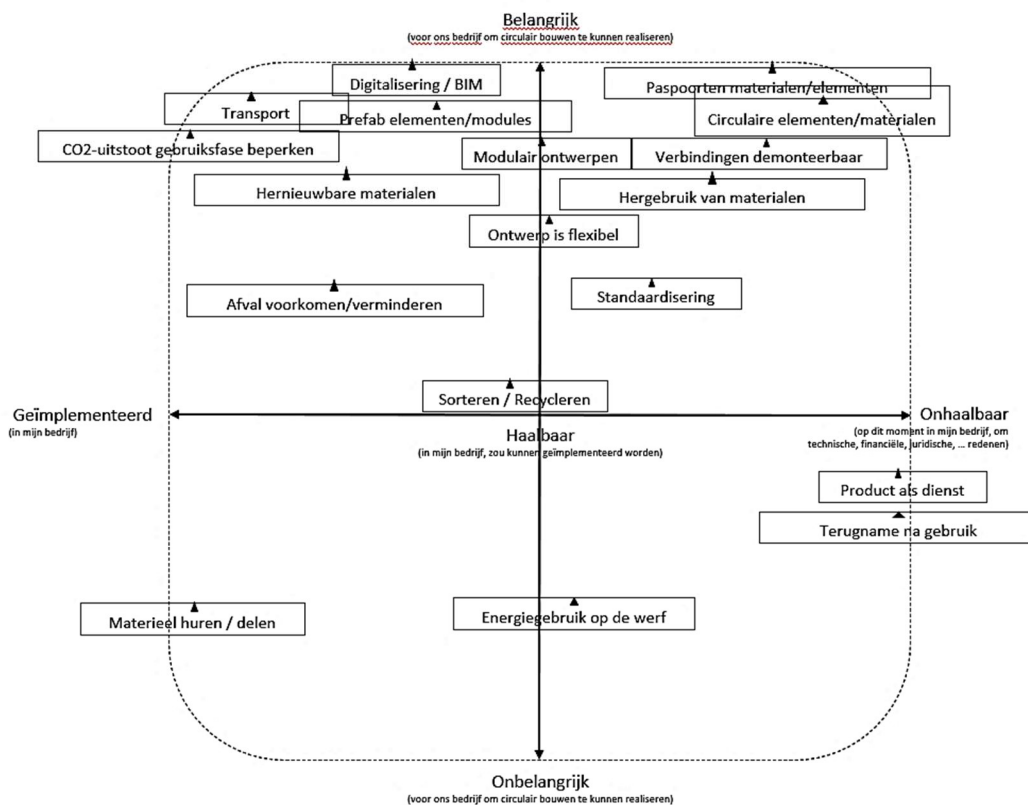 Belangrijk
(voor ons bedrijf om circulair bouwen te kunnen realiseren)
Digitalisering / BIM
Paspoorten materialen/elementen
Transport
Prefab elementen/modules
Circulaire elementen/materialen
CO2-uitstoot gebruiksfase beperken
Modulair ontwerpen
Verbindingen demonteerbaar
Hernieuwbare materialen
Hergebruik van materialen
Ontwerp is flexibel
Afval voorkomen/verminderen
Standaardisering
Sorteren / Recycleren
Geïmplementeerd
(in mijn bedrijf)
Haalbaar
(in mijn bedrijf, zou kunnen geïmplementeerd worden)
Onhaalbaar
(op dit moment in mijn bedrijf, om
technische, financiële, juridische, ... redenen)
Product als dienst
Terugname na gebruik
Materieel huren / delen
Energiegebruik op de werf
Onbelangrijk
(voor ons bedrijf om circulair bouwen te kunnen realiseren)